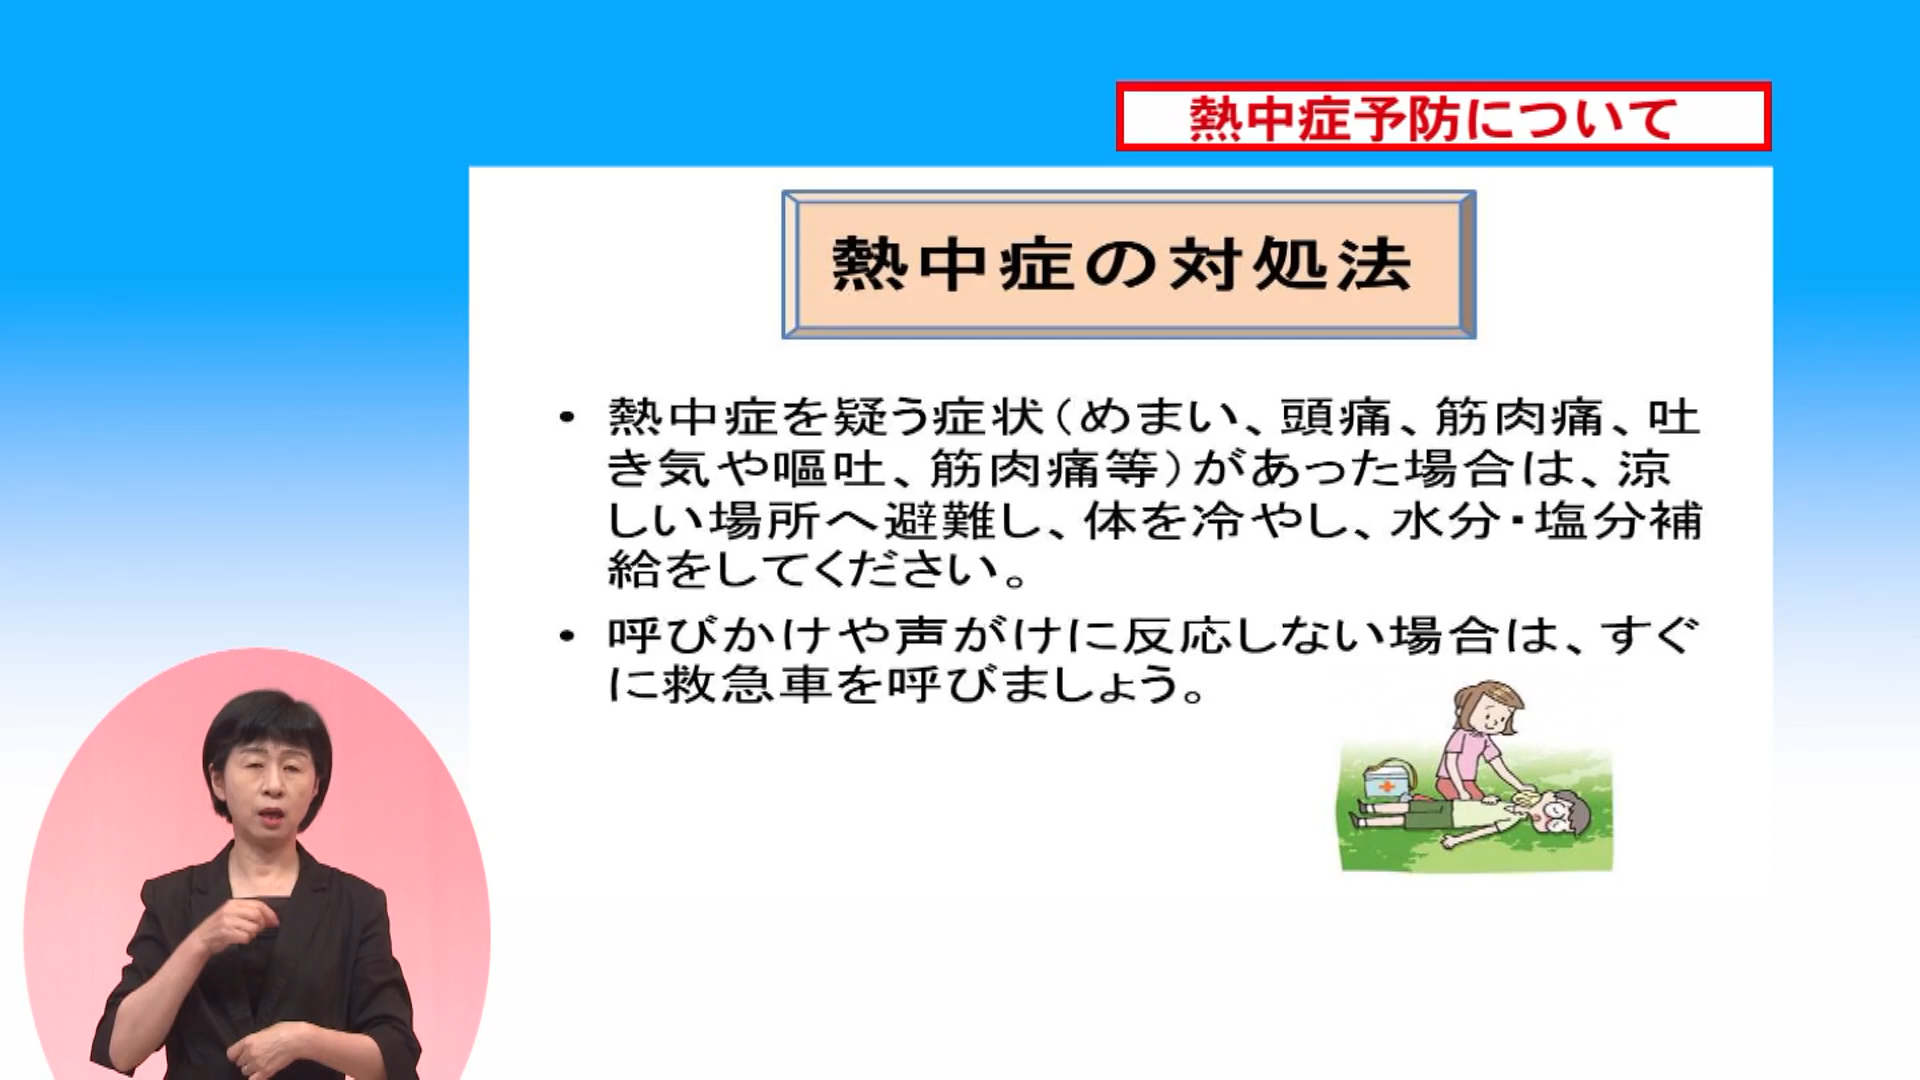 熱中症予防について
熱中症の対処法
・ 熱中症を疑う症状（めまい、頭痛、筋肉痛、吐
き気や嘔吐、筋肉痛等）があった場合は、涼
しい場所へ避難し、体を冷やし、水分・塩分補
給をしてください。
・ 呼びかけや声がけに反応しない場合は、すぐ
に救急車を呼びましょう。